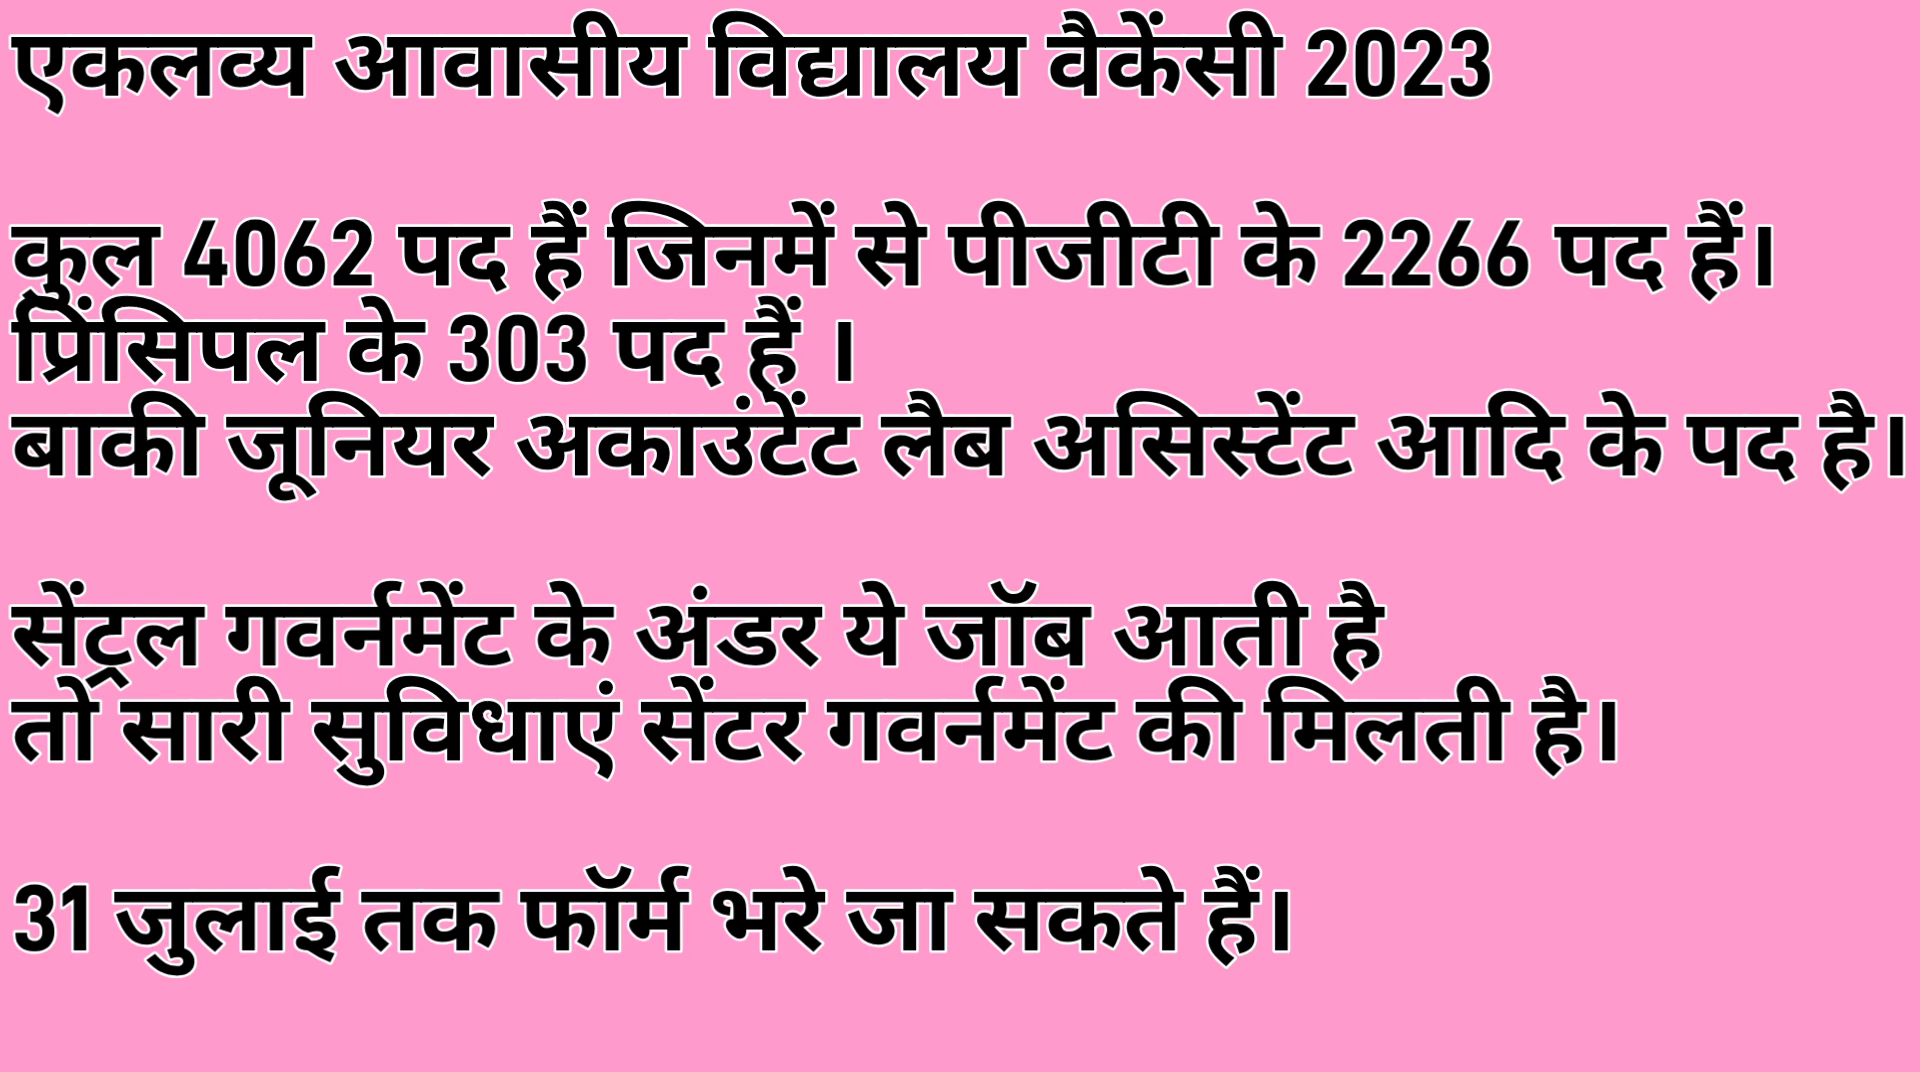 एकलव्य आवासीय विद्यालय वैकेंसी 2023
कुल 4062 पद हैं जिनमें से पीजीटी के 2266 पद हैं।
प्रिंसिपल के 303 पद हैं ।
बाकी जूनियर अकाउंटेंट लैब असिस्टेंट आदि के पद है।
सेंट्रल गवर्नमेंट के अंडर ये जॉब आती है
तो सारी सुविधाएं सेंटर गवर्नमेंट की मिलती है।
31 जुलाई तक फॉर्म भरे जा सकते हैं।